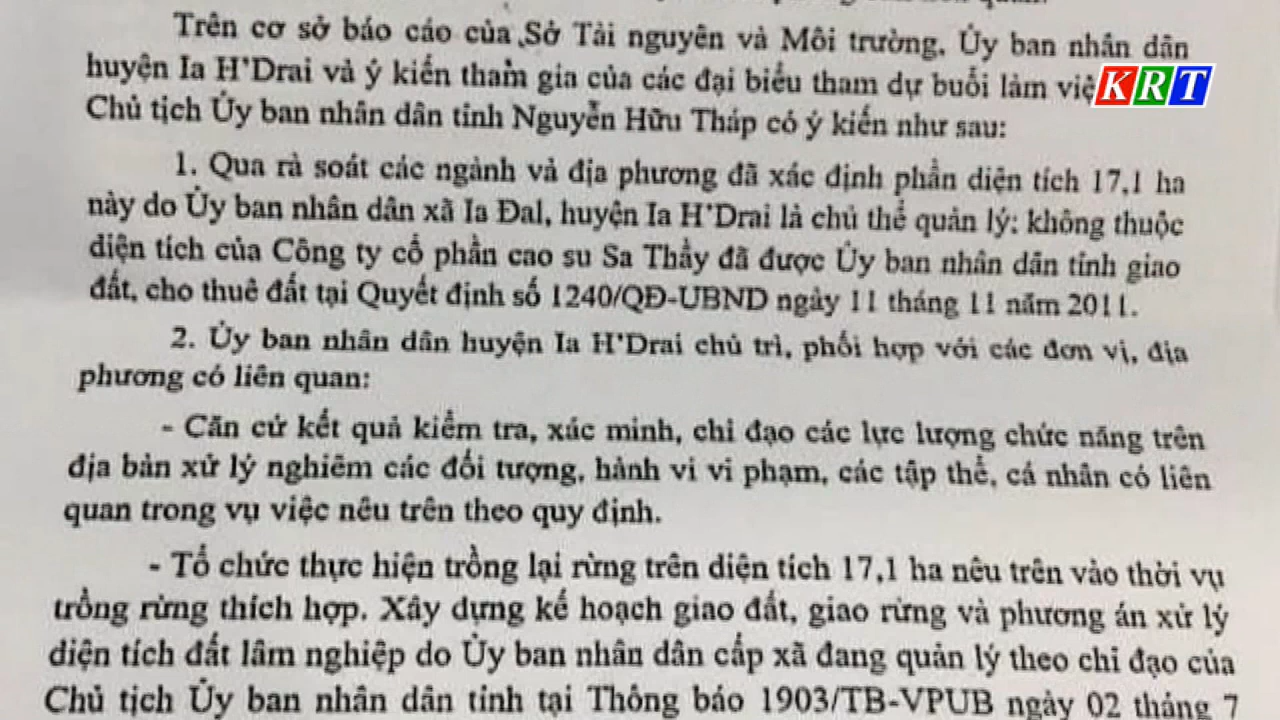 Trên cơ sở báo cáo của Sở Tài nguyên và Môi trường, Ủy ban nhân dân
huyện Ia H'Drai và ý kiến tham gia của các đại biểu tham dự buổi làm
KRT
Chủ tịch Ủy ban nhân dân tỉnh Nguyễn Hữu Tháp có ý kiến như sau:
1. Qua rà soát các ngành và địa phương đã xác định phần diện tích 17,1 ha
này do Ủy ban nhân dân xã Ia Đal, huyện Ia H'Drai là chủ thể quản lý; không thuộc
diện tích của Công ty cổ phần cao su Sa Thầy đã được Ủy ban nhân dân tỉnh giao
đất, cho thuê đất tại Quyết định số 1240/QĐ-UBND ngày 11 tháng 11 năm 2011.
2. Ủy ban nhân dân huyện Ia H'Drai chủ trì, phối hợp với các đơn vị, địa
phương có liên quan:
- Căn cứ kết quả kiểm tra, xác minh, chỉ đạo các lực lượng chức năng trên
địa bàn xử lý nghiêm các đối tượng, hành vi vi phạm, các tập thể, cá nhân có liên
quan trong vụ việc nêu trên theo quy định.
- Tổ chức thực hiện trồng lại rừng trên diện tích 17,1 ha nêu trên vào thời vụ
trồng rừng thích hợp. Xây dựng kế hoạch giao đất, giao rừng và phương án xử lý
diện tích đất lâm nghiệp do Ủy ban nhân dân cấp xã đang quản lý theo chỉ đạo của
Chủ tịch Ủy ban nhân dân tỉnh tại Thông báo 1903/TB-VPUB ngày 02 tháng 7